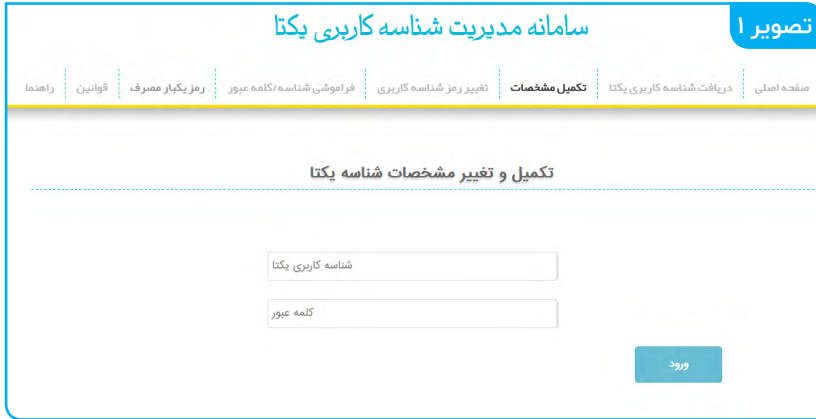 تصویر ۱
سامانه مدیریت شناسه کاربری یکتا
صفحه اصلی دریافت شناسه کاربری یکتا تکمیل مشخصات تغییر رمز شناسه کاربری فراموشی شناسه/کلمه عبور رمز یکبار مصرف قوانین راهنما
تکمیل و تغییر مشخصات شناسه یکتا
شناسه کاربری یکتا
کلمه عبور
ورود